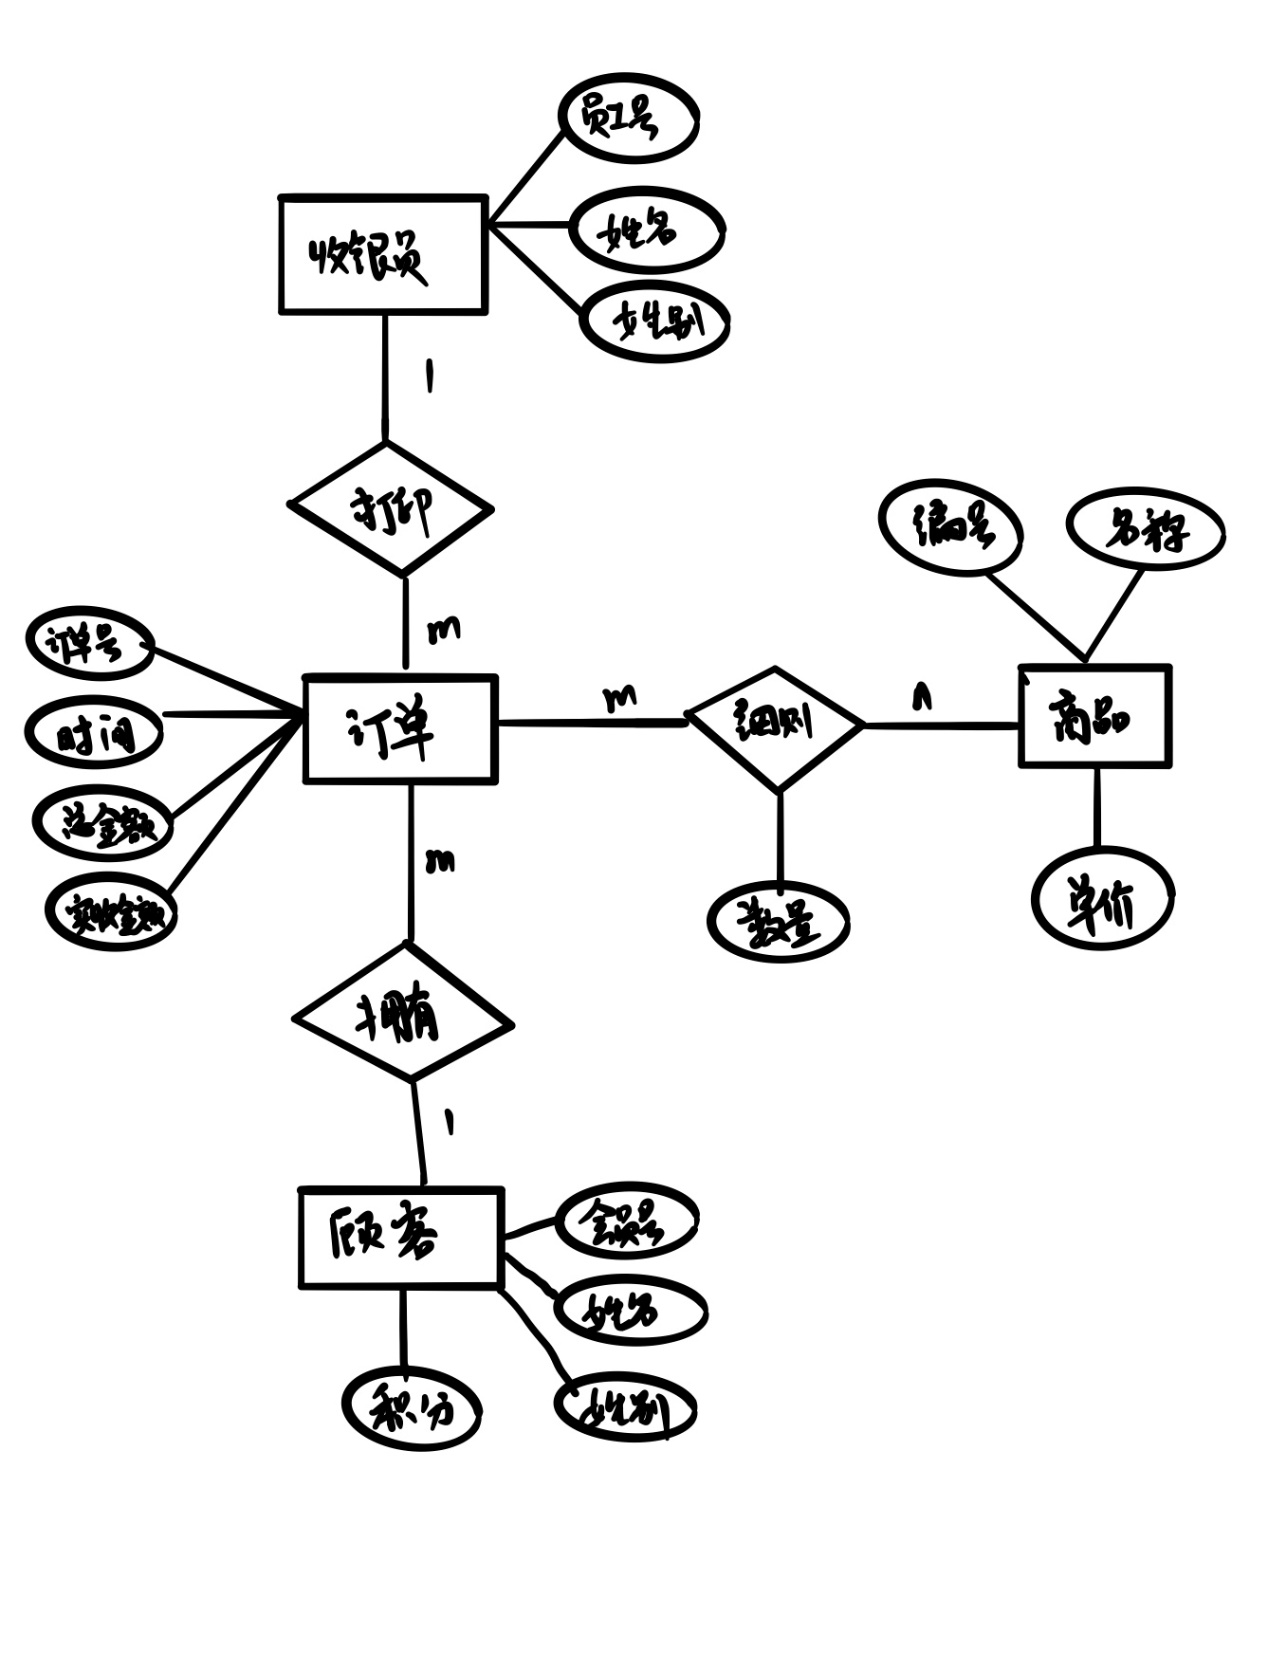 员工号
姓名
收银员
姓别
1
打印
编号
名称
m
订单号
m
n
订单
细则
商品
时间
总金额
m
单价
实收金额
数量
拥有
1
会员号
顾客
姓名
积分
姓别